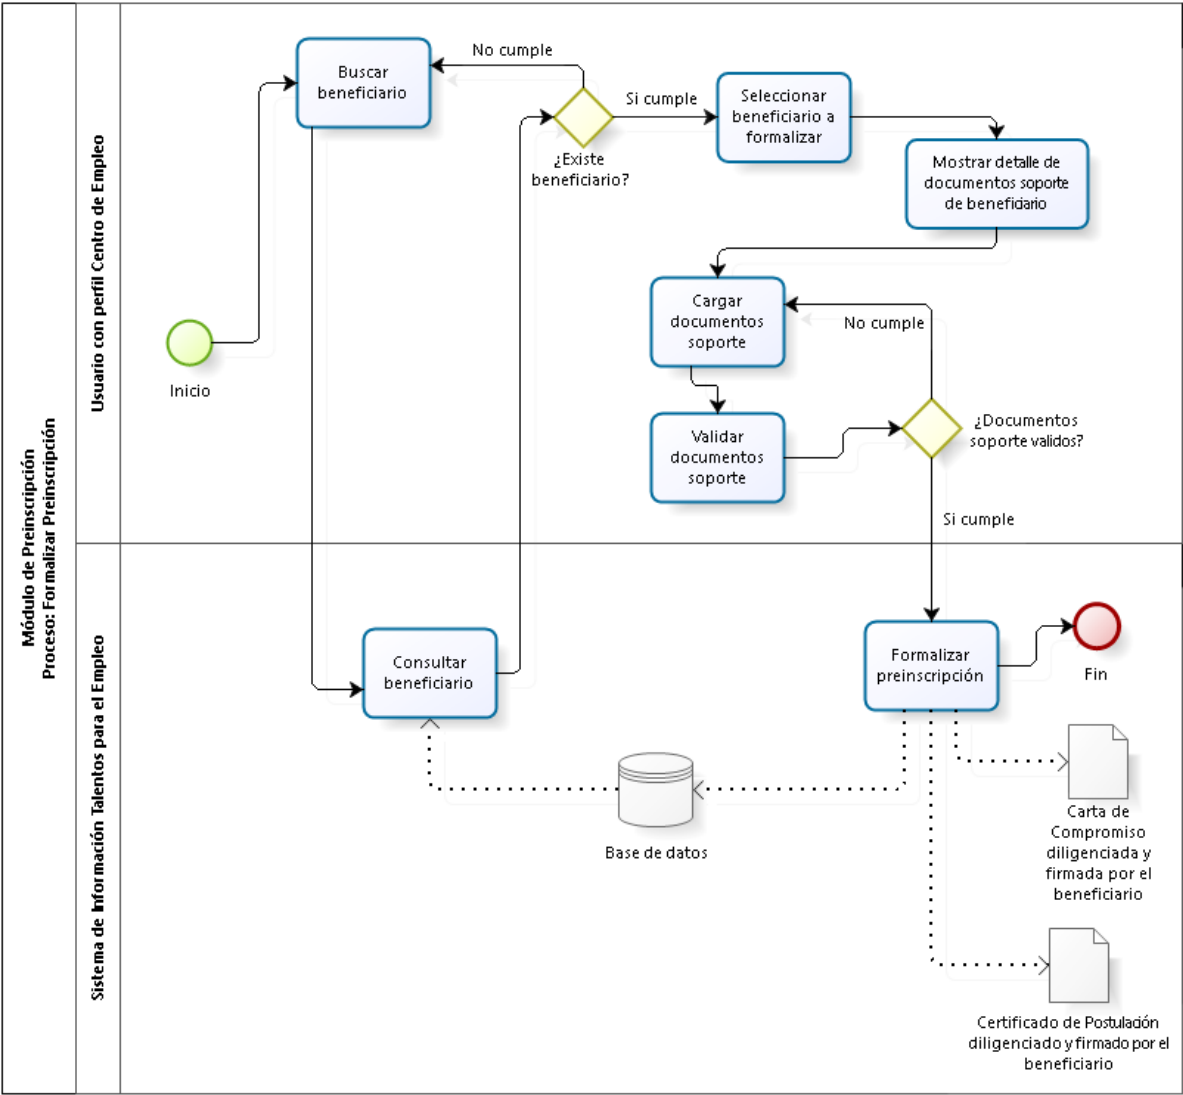 Módulo de Preinscripción
Proceso: Formalizar Preinscripción
Usuario con perfil Centro de Empleo
Inicio
Buscar
beneficiario
No cumple
¿Existe
beneficiario?
Si cumple
Seleccionar
beneficiario a
formalizar
Mostrar detalle de
documentos soporte
de beneficiario
Cargar
documentos
soporte
No cumple
Validar
documentos
soporte
¿Documentos
soporte validos?
Si cumple
Sistema de Información Talentos para el Empleo
Consultar
beneficiario
Formalizar
preinscripción
Fin
Base de datos
Carta de
Compromiso
diligenciada y
firmada por el
beneficiario
Certificado de Postulación
diligenciado y firmado por el
beneficiario